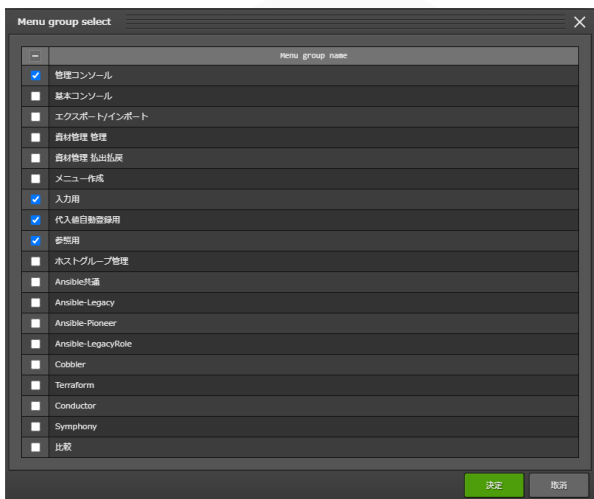 Menu group select
Menu group name
管理コンソール
基本コンソール
エクスポート/インポート
資材管理 管理
資材管理 払出払戻
メニュー作成
入力用
代入値自動登録用
参照用
ホストグループ管理
Ansible共通
Ansible-Legacy
Ansible-Pioneer
Ansible-LegacyRole
Cobbler
Terraform
Conductor
Symphony
比較
決定 取消